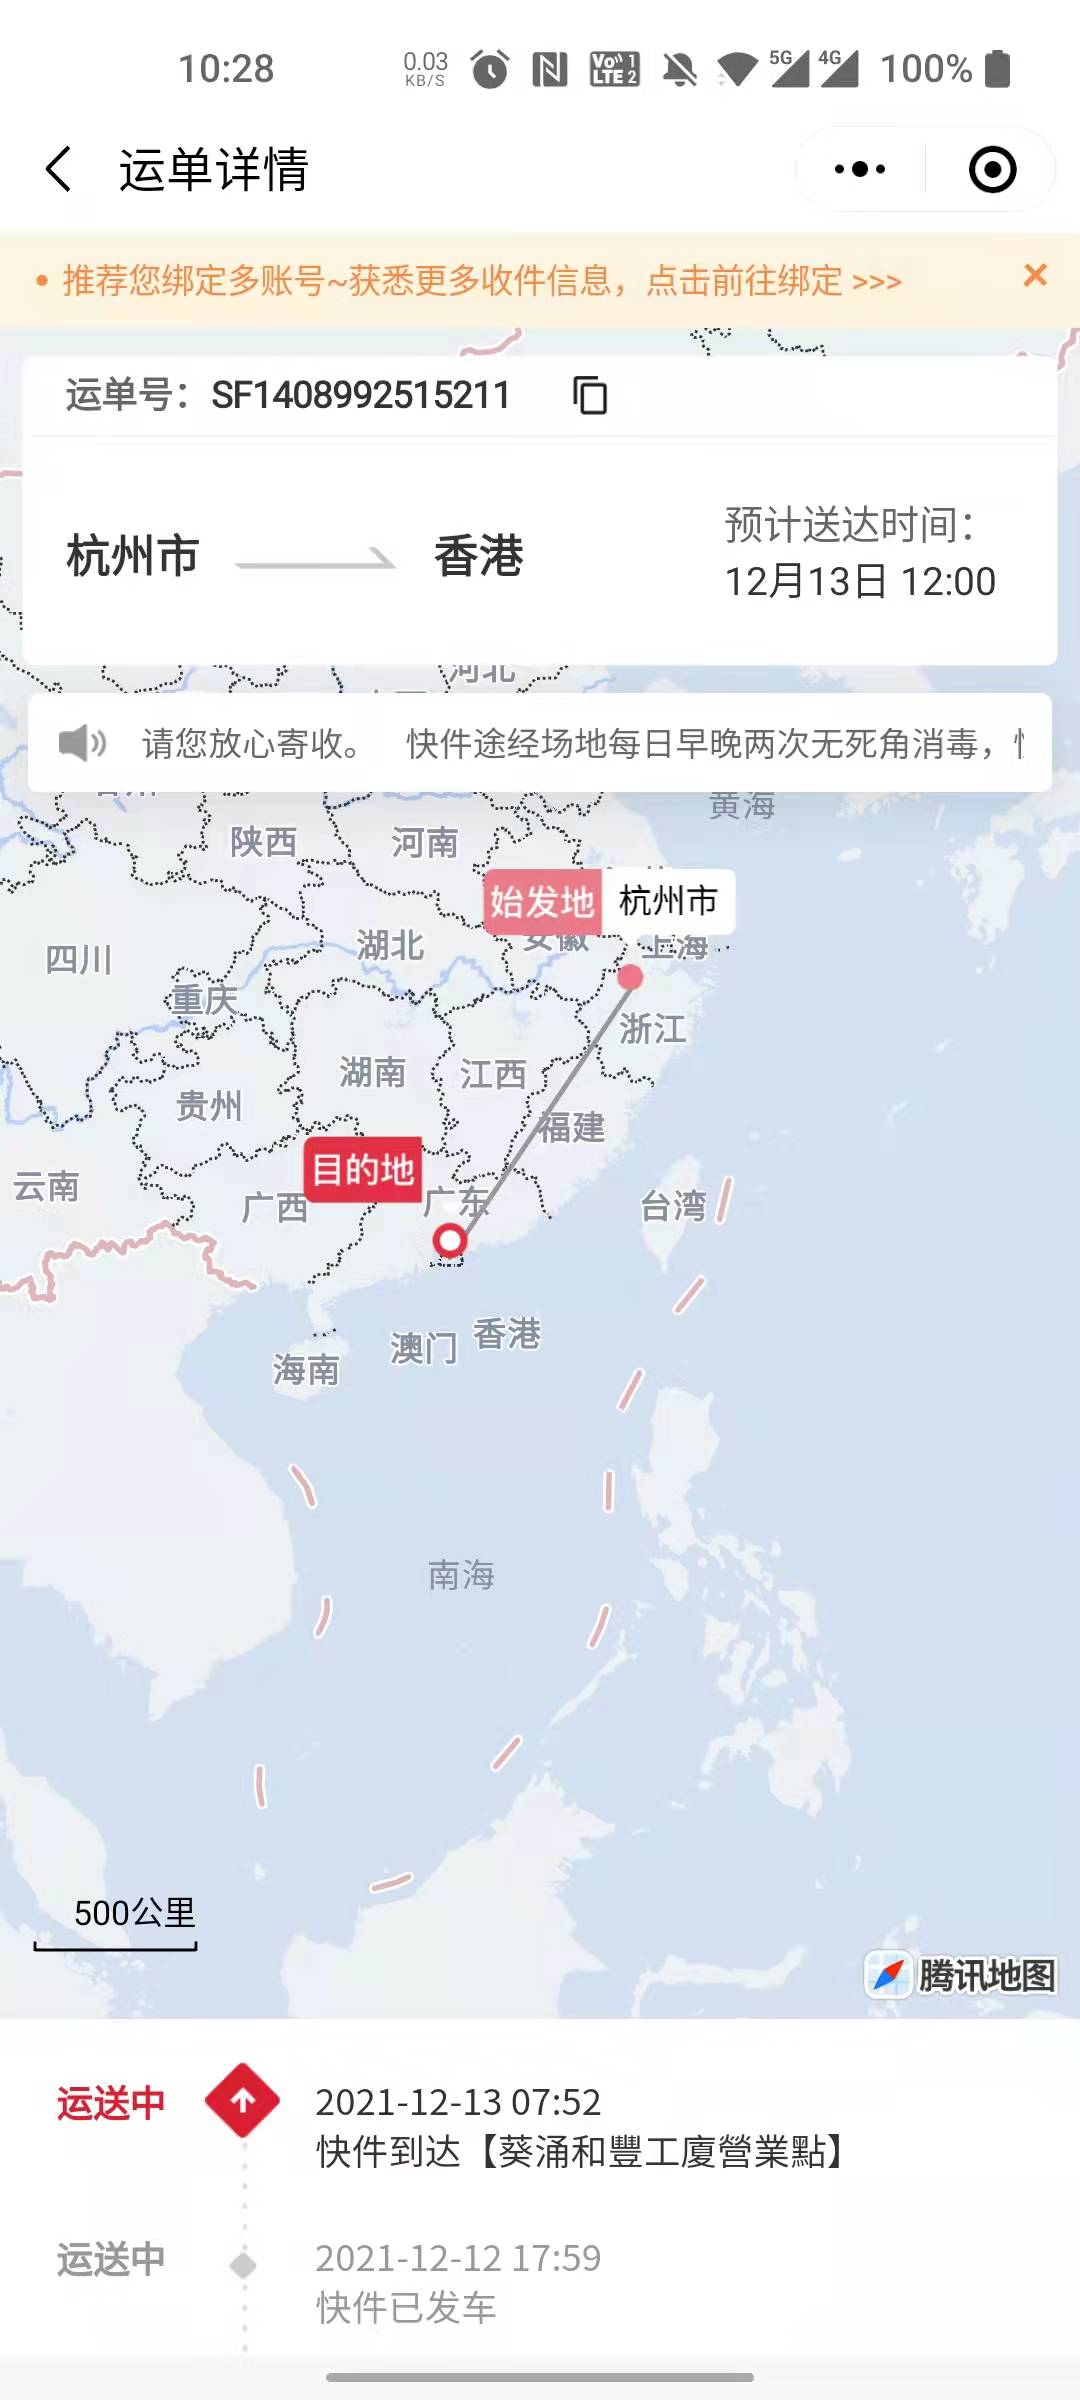 10:28
0.03 KB/S
Vo 1 LTE 2
5G 4G 100%
运单详情
• 推荐您绑定多账号~获悉更多收件信息，点击前往绑定 >>>
运单号：SF1408992515211
杭州市 香港
预计送达时间：
12月13日 12:00
河北
请您放心寄收。 快件途经场地每日早晚两次无死角消毒，
黄海
陕西 河南
始发地 杭州市
四川 湖北 安徽 上海
重庆
浙江
湖南 江西
贵州
福建
目的地
云南 广西 广东 台湾
澳门 香港
海南
南海
500公里
腾讯地图
运送中 2021-12-13 07:52
快件到达【葵涌和豐工廈營業點】
运送中 2021-12-12 17:59
快件已发车